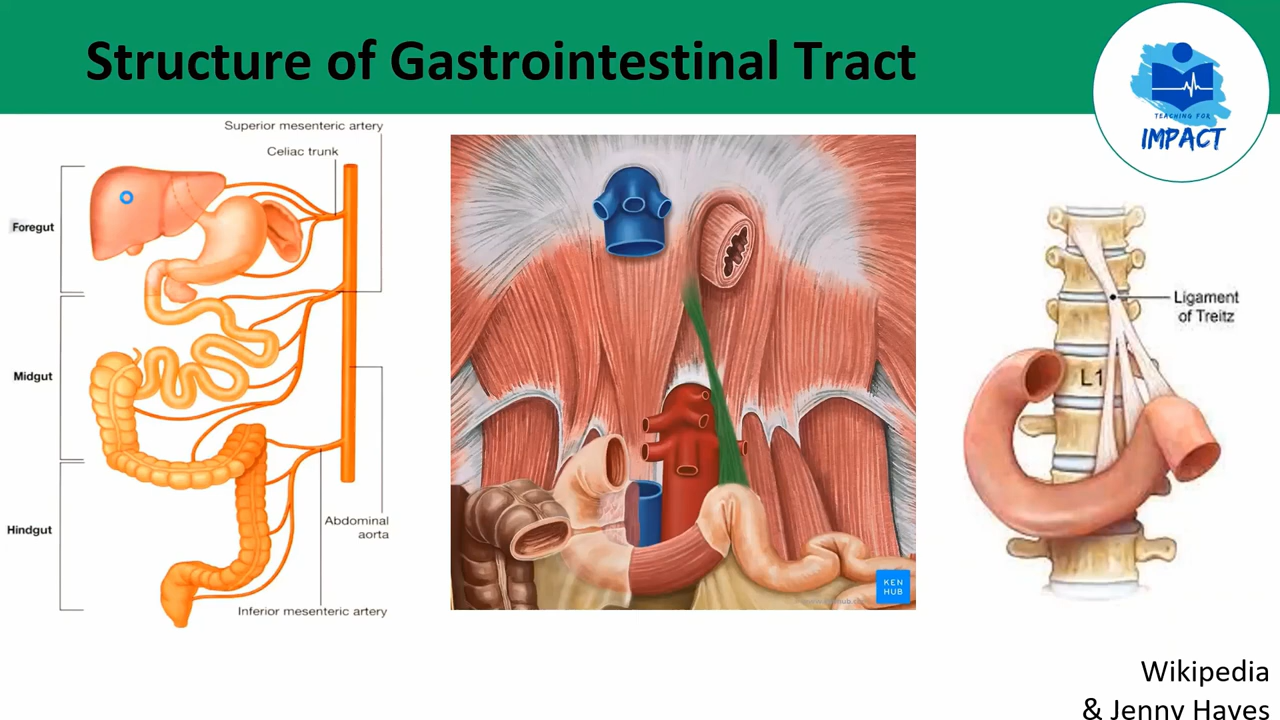 Structure of Gastrointestinal Tract
TEACHING FOR
IMPACT
Superior mesenteric artery
Celiac trunk
Foregut
Midgut
Hindgut
Abdominal
aorta
Inferior mesenteric artery
KEN
HUB
Ligament
of Treitz
L1
Wikipedia
& Jenny Hayes